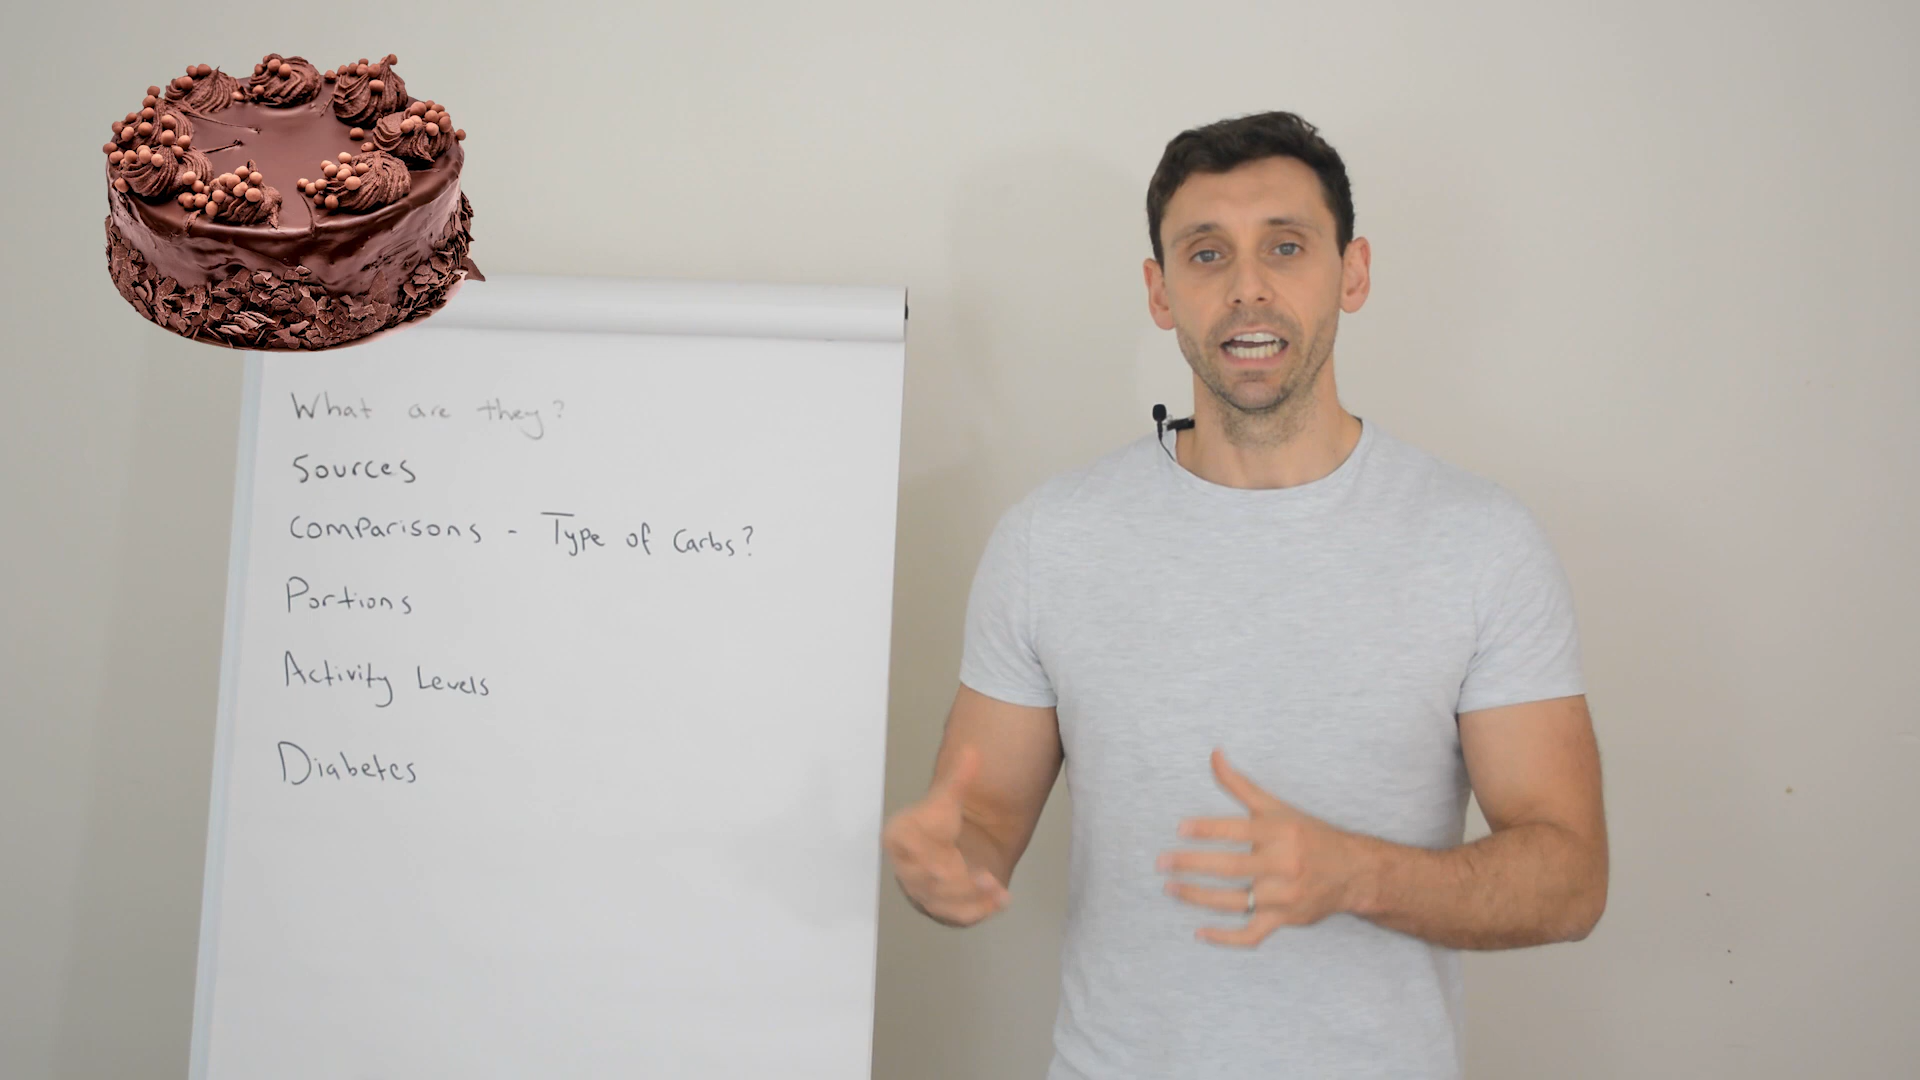 What are they?
Sources
Comparisons - Type of Carbs?
Portions
Activity Levels
Diabetes